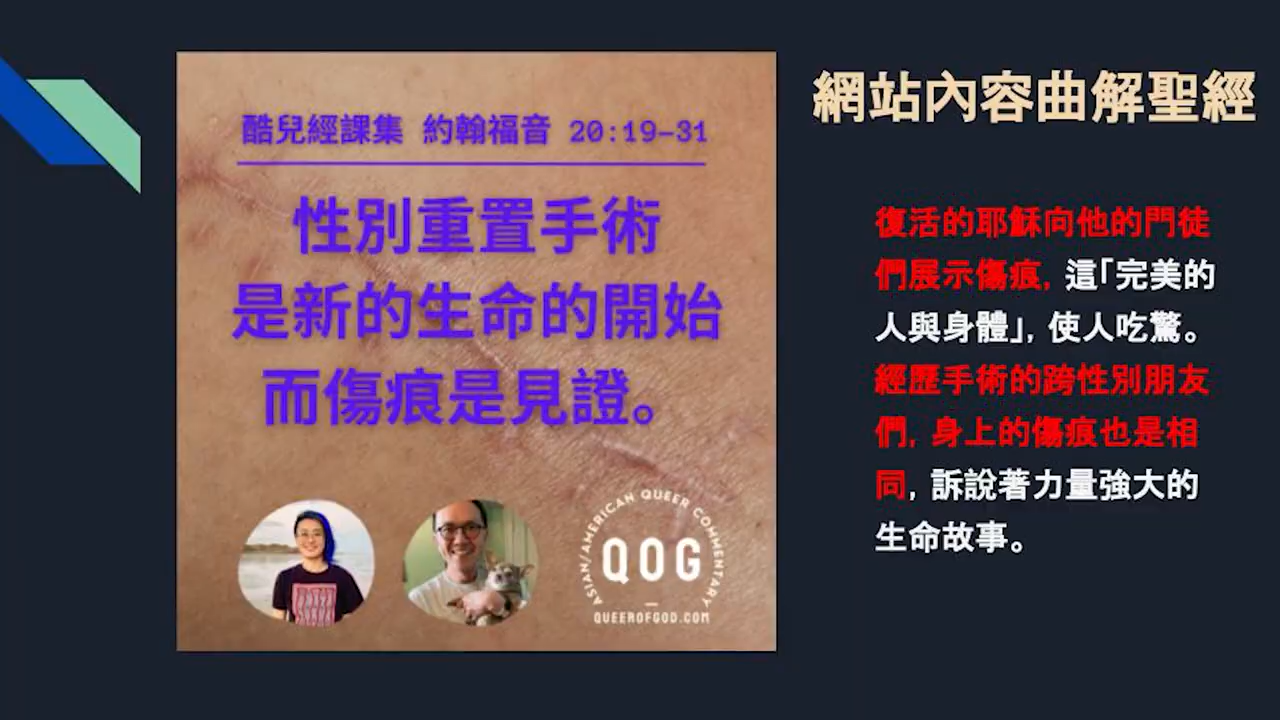 網站內容曲解聖經
酷兒經課集 約翰福音 20:19-31
性別重置手術
是新的生命的開始
而傷痕是見證。
ASIAN/AMERICAN QUEER COMMENTARY
QOG
QUEEROFGOD.COM
復活的耶穌向他的門徒
們展示傷痕, 這「完美的
人與身體」, 使人吃驚。
經歷手術的跨性別朋友
們, 身上的傷痕也是相
同, 訴說著力量強大的
生命故事。